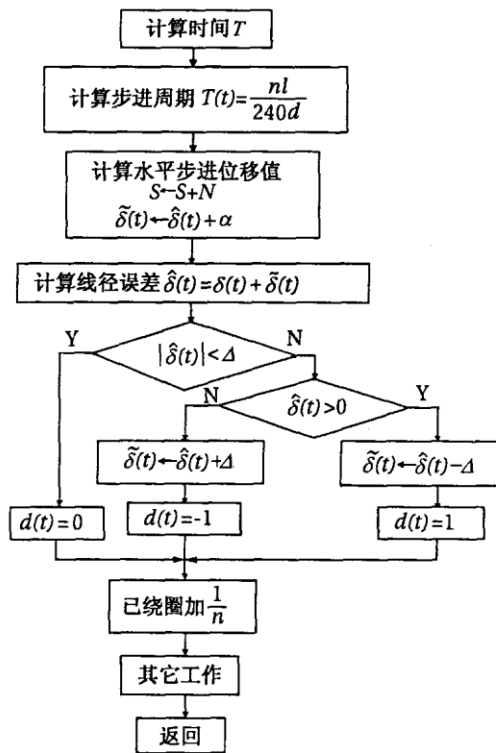 计算时间T
计算步进周期 T(t)=nl/240d
计算水平步进位移值
S←S+N
δ̃(t)←δ̂(t)+α
计算线径误差 δ̂(t)=δ(t)+δ̃(t)
Y
|δ̂(t)|<Δ
N
N
δ̂(t)>0
Y
δ̃(t)←δ̂(t)+Δ
δ̃(t)←δ̂(t)-Δ
d(t)=0
d(t)=-1
d(t)=1
已绕圈加 1/n
其它工作
返回